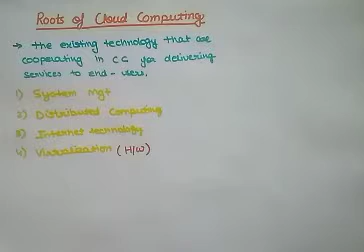 Roots of Cloud Computing
→ the existing technology that are
cooperating in CC for delivering
services to end-users.
1) System Mgt
2) Distributed Computing
3) Internet technology
4) Virtualization (H/W)